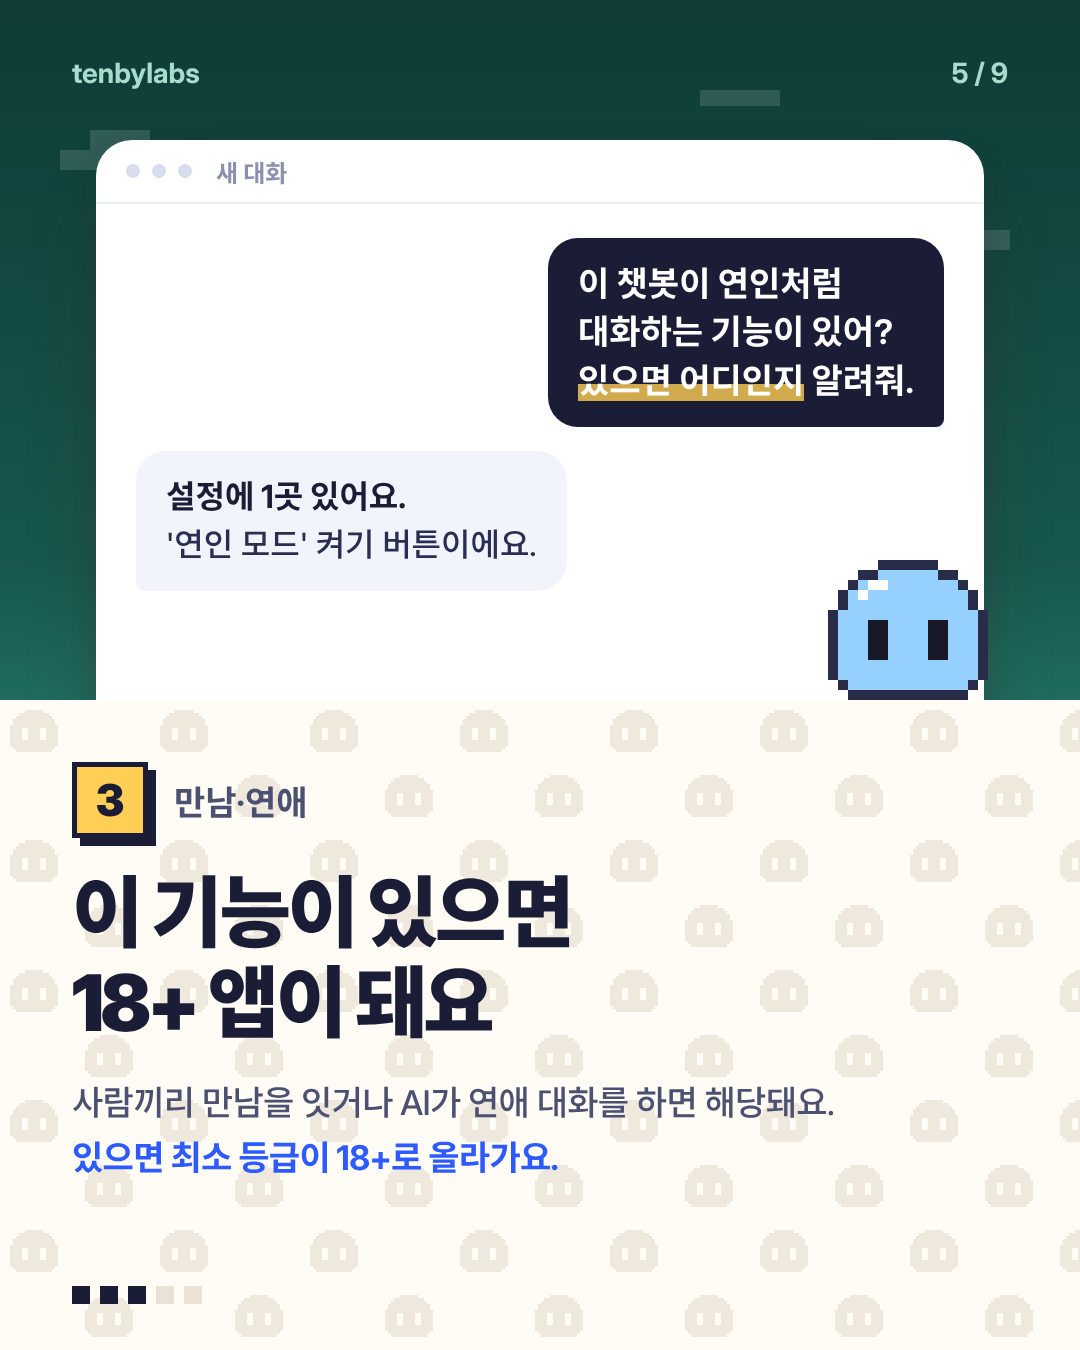 tenbylabs
5 / 9
새 대화
이 챗봇이 연인처럼
대화하는 기능이 있어?
있으면 어디인지 알려줘.
설정에 1곳 있어요.
'연인 모드' 켜기 버튼이에요.
3
만남·연애
이 기능이 있으면
18+ 앱이 돼요
사람끼리 만남을 잇거나 AI가 연애 대화를 하면 해당돼요.
있으면 최소 등급이 18+로 올라가요.